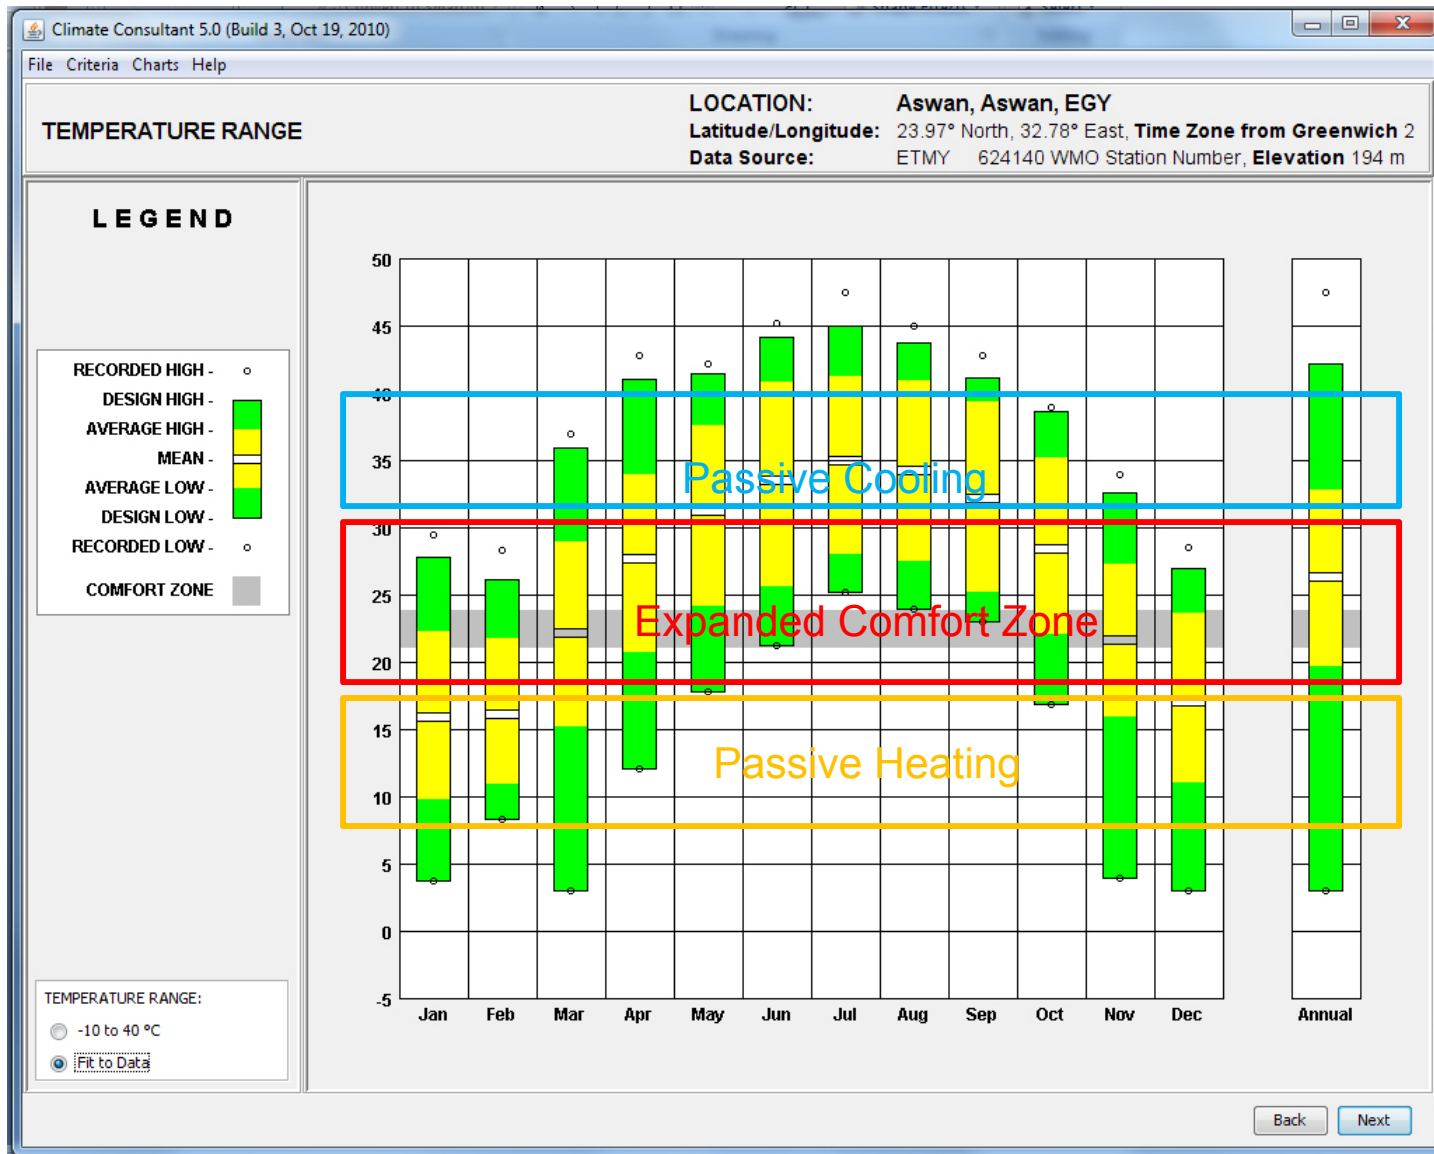 Climate Consultant 5.0 (Build 3, Oct 19, 2010)
File Criteria Charts Help
TEMPERATURE RANGE
LOCATION: Aswan, Aswan, EGY
Latitude/Longitude: 23.97° North, 32.78° East, Time Zone from Greenwich 2
Data Source: ETMY 624140 WMO Station Number, Elevation 194 m
LEGEND
RECORDED HIGH -
DESIGN HIGH -
AVERAGE HIGH -
MEAN -
AVERAGE LOW -
DESIGN LOW -
RECORDED LOW -
COMFORT ZONE
50
45
40
35
30
25
20
15
10
5
0
-5
Passive Cooling
Expanded Comfort Zone
Passive Heating
Jan Feb Mar Apr May Jun Jul Aug Sep Oct Nov Dec Annual
TEMPERATURE RANGE:
-10 to 40 °C
Fit to Data
Back Next